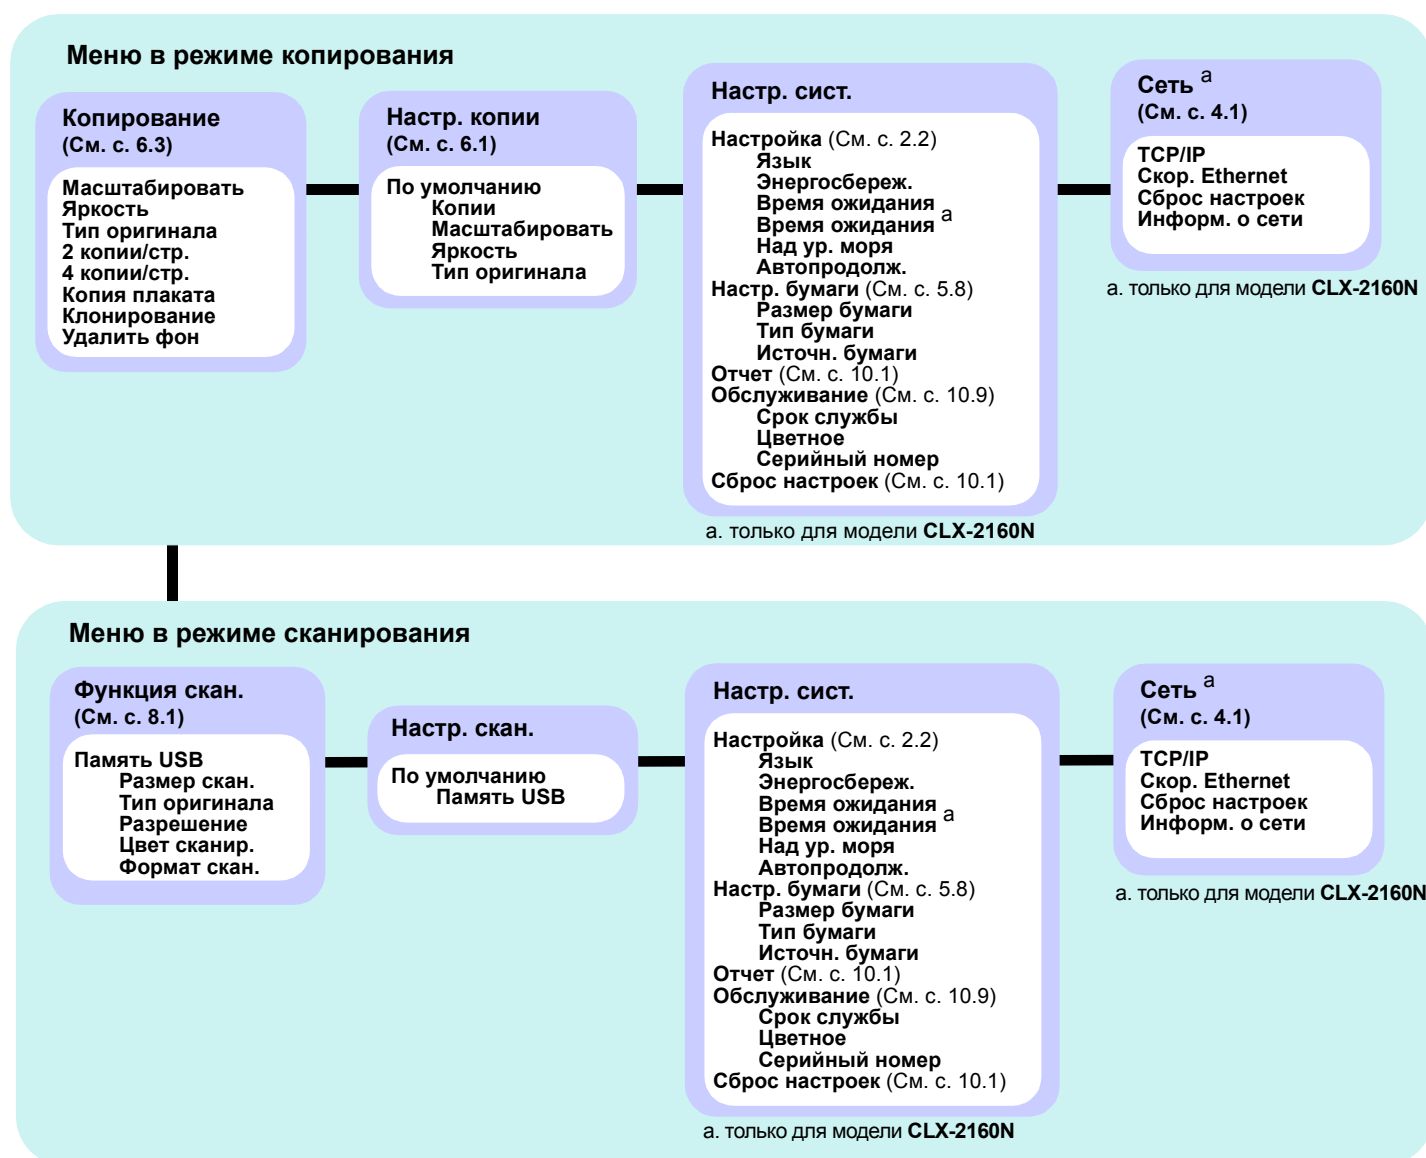 Меню в режиме копирования
Копирование
(См. с. 6.3)
Масштабировать
Яркость
Тип оригинала
2 копии/стр.
4 копии/стр.
Копия плаката
Клонирование
Удалить фон
Настр. копии
(См. с. 6.1)
По умолчанию
Копии
Масштабировать
Яркость
Тип оригинала
Настр. сист.
Настройка (См. с. 2.2)
Язык
Энергосбереж.
Время ожидания
Время ожидания a
Над ур. моря
Автопродолж.
Настр. бумаги (См. с. 5.8)
Размер бумаги
Тип бумаги
Источн. бумаги
Отчет (См. с. 10.1)
Обслуживание (См. с. 10.9)
Срок службы
Цветное
Серийный номер
Сброс настроек (См. с. 10.1)
a. только для модели CLX-2160N
Сеть a
(См. с. 4.1)
TCP/IP
Скор. Ethernet
Сброс настроек
Информ. о сети
a. только для модели CLX-2160N
Меню в режиме сканирования
Функция скан.
(См. с. 8.1)
Память USB
Размер скан.
Тип оригинала
Разрешение
Цвет сканир.
Формат скан.
Настр. скан.
По умолчанию
Память USB
Настр. сист.
Настройка (См. с. 2.2)
Язык
Энергосбереж.
Время ожидания
Время ожидания a
Над ур. моря
Автопродолж.
Настр. бумаги (См. с. 5.8)
Размер бумаги
Тип бумаги
Источн. бумаги
Отчет (См. с. 10.1)
Обслуживание (См. с. 10.9)
Срок службы
Цветное
Серийный номер
Сброс настроек (См. с. 10.1)
a. только для модели CLX-2160N
Сеть a
(См. с. 4.1)
TCP/IP
Скор. Ethernet
Сброс настроек
Информ. о сети
a. только для модели CLX-2160N